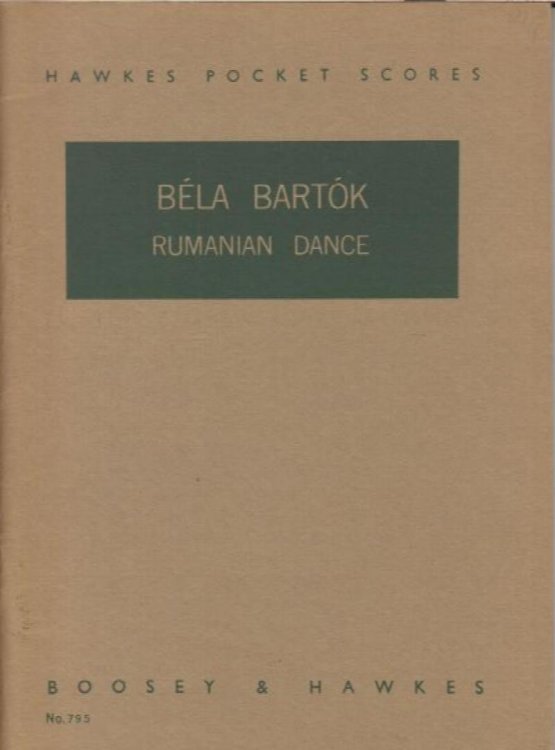 HAWKES POCKET SCORES
BÉLA BARTÓK
RUMANIAN DANCE
BOOSEY & HAWKES
No. 795